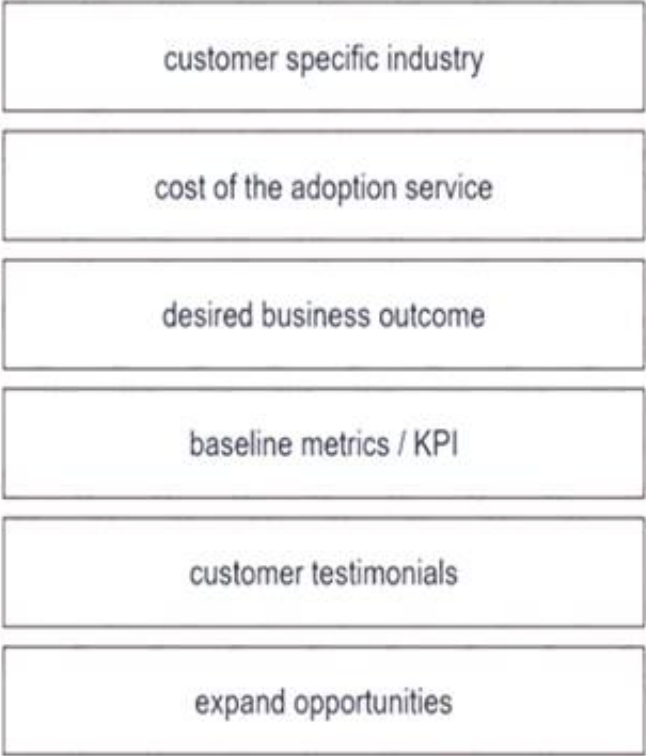 customer specific industry
cost of the adoption service
desired business outcome
baseline metrics / KPI
customer testimonials
expand opportunities